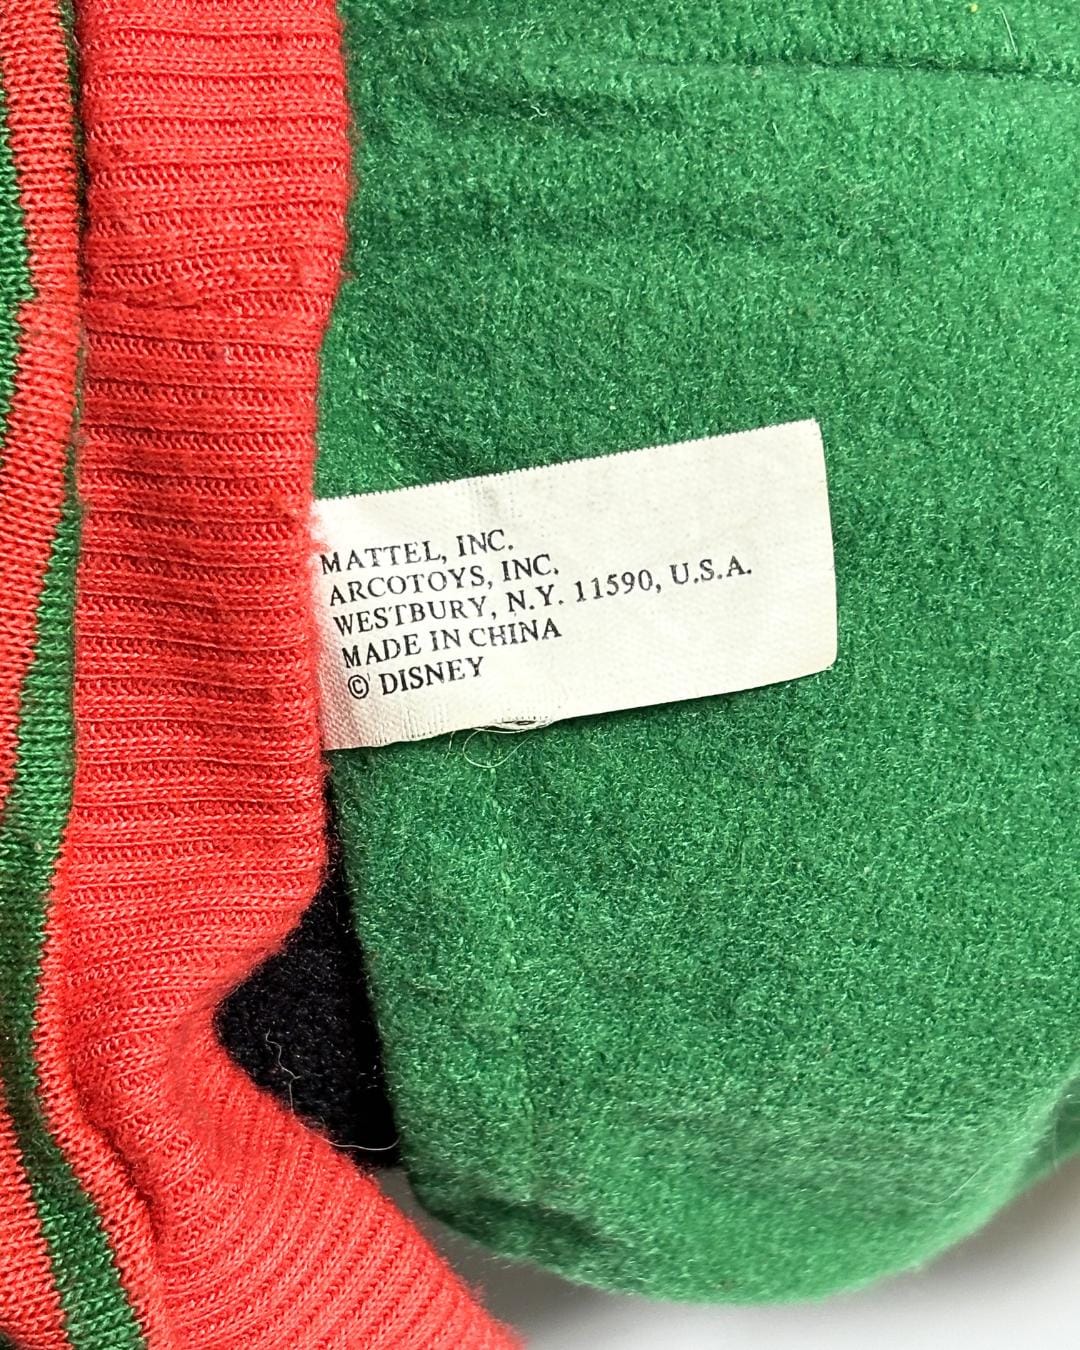 MATTEL, INC.
ARCOTOYS, INC.
WESTBURY, N.Y. 11590, U.S.A.
MADE IN CHINA
© DISNEY